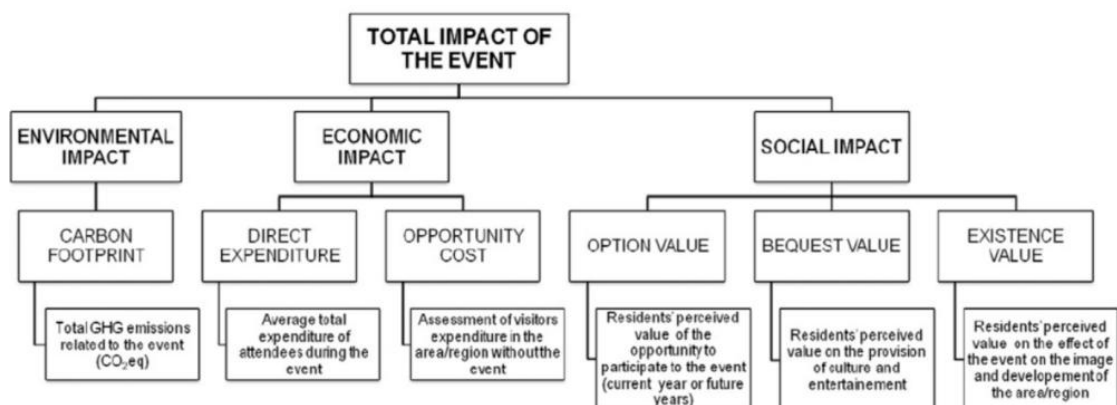 TOTAL IMPACT OF
THE EVENT
ENVIRONMENTAL
IMPACT
ECONOMIC
IMPACT
SOCIAL IMPACT
CARBON
FOOTPRINT
DIRECT
EXPENDITURE
OPPORTUNITY
COST
OPTION VALUE
BEQUEST VALUE
EXISTENCE
VALUE
Total GHG emissions
related to the event
(CO₂eq)
Average total
expenditure of
attendees during the
event
Assessment of visitors
expenditure in the
area/region without the
event
Residents' perceived
value of the
opportunity to
participate to the event
(current year or future
years)
Residents' perceived
value on the provision
of culture and
entertainement
Residents' perceived
value on the effect of
the event on the image
and developement of
the area/region